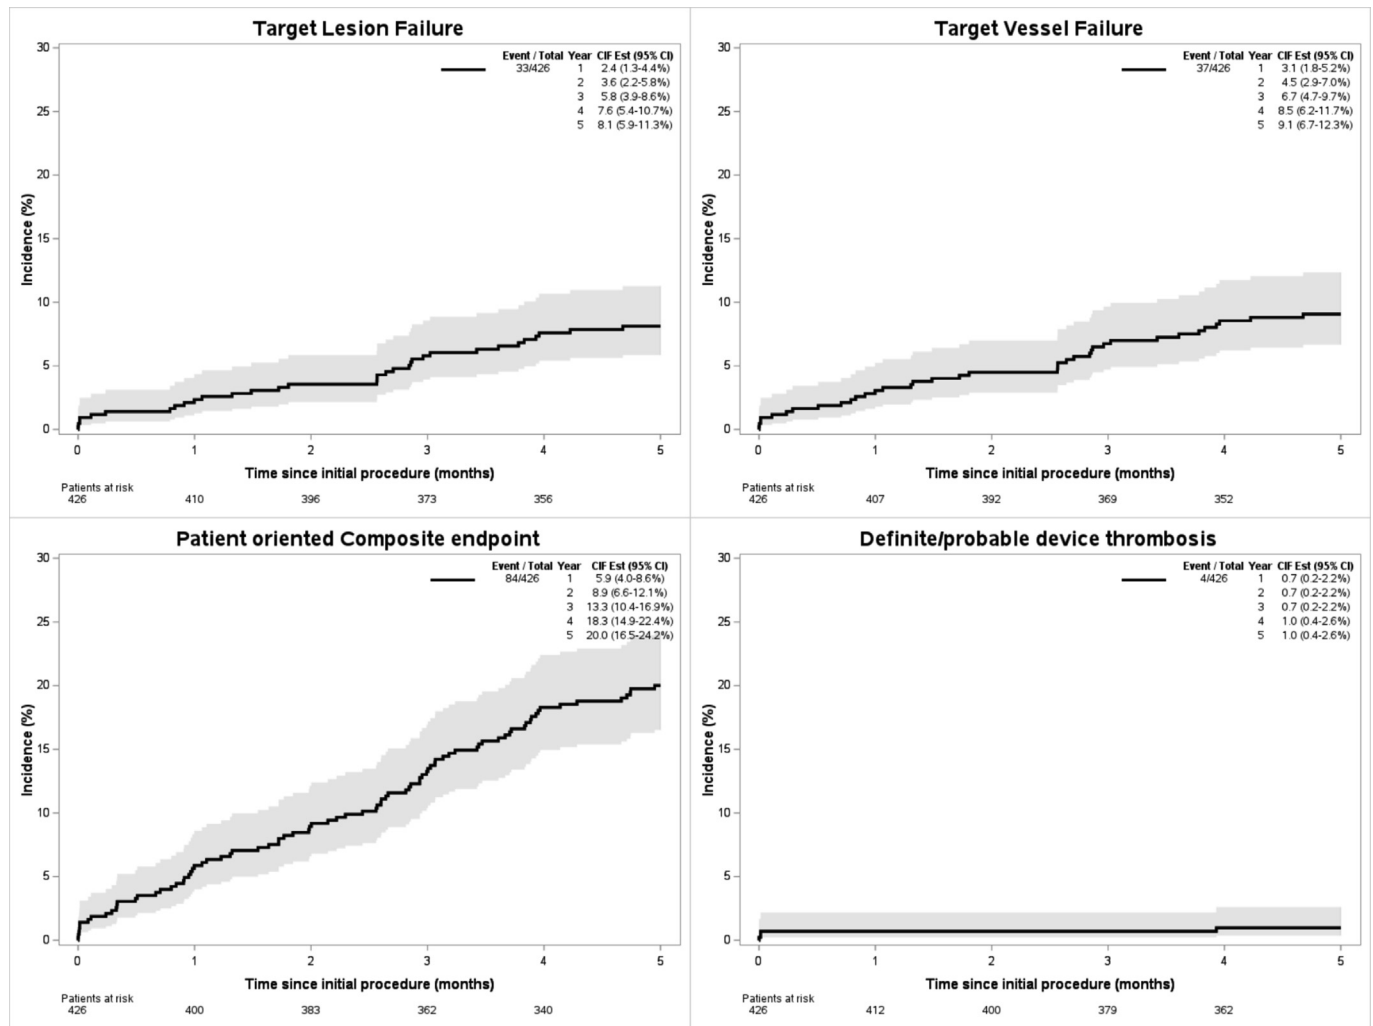 Target Lesion Failure
Event / Total Year CIF Est (95% CI)
33/426 1 2.4 (1.3-4.4%)
2 3.6 (2.2-5.8%)
3 5.8 (3.9-8.6%)
4 7.6 (5.4-10.7%)
5 8.1 (5.9-11.3%)
30
25
20
15
10
5
0
Incidence (%)
0 1 2 3 4 5
Time since initial procedure (months)
Patients at risk
426 410 396 373 356
Target Vessel Failure
Event / Total Year CIF Est (95% CI)
37/426 1 3.1 (1.8-5.2%)
2 4.5 (2.9-7.0%)
3 6.7 (4.7-9.7%)
4 8.5 (6.2-11.7%)
5 9.1 (6.7-12.3%)
30
25
20
15
10
5
0
Incidence (%)
0 1 2 3 4 5
Time since initial procedure (months)
Patients at risk
426 407 392 369 352
Patient oriented Composite endpoint
Event / Total Year CIF Est (95% CI)
84/426 1 5.9 (4.0-8.6%)
2 8.9 (6.6-12.1%)
3 13.3 (10.4-16.9%)
4 18.3 (14.9-22.4%)
5 20.0 (16.5-24.2%)
30
25
20
15
10
5
0
Incidence (%)
0 1 2 3 4 5
Time since initial procedure (months)
Patients at risk
426 400 383 362 340
Definite/probable device thrombosis
Event / Total Year CIF Est (95% CI)
4/426 1 0.7 (0.2-2.2%)
2 0.7 (0.2-2.2%)
3 0.7 (0.2-2.2%)
4 1.0 (0.4-2.6%)
5 1.0 (0.4-2.6%)
30
25
20
15
10
5
0
Incidence (%)
0 1 2 3 4 5
Time since initial procedure (months)
Patients at risk
426 412 400 379 362